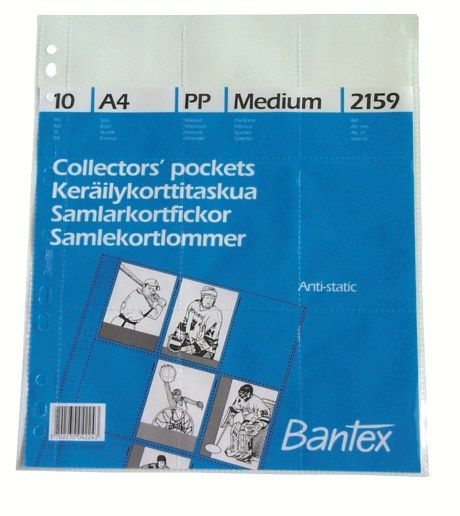 10 A4 PP Medium 2159
Collectors' pockets
Keräilykorttitaskua
Samlarkortfickor
Samlekortlommer
Anti-static
Bantex